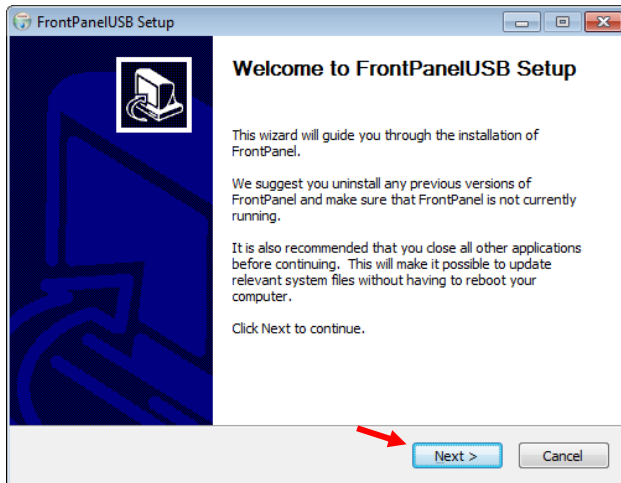 FrontPanelUSB Setup
Welcome to FrontPanelUSB Setup
This wizard will guide you through the installation of
FrontPanel.
We suggest you uninstall any previous versions of
FrontPanel and make sure that FrontPanel is not currently
running.
It is also recommended that you close all other applications
before continuing.  This will make it possible to update
relevant system files without having to reboot your
computer.
Click Next to continue.
Next >
Cancel